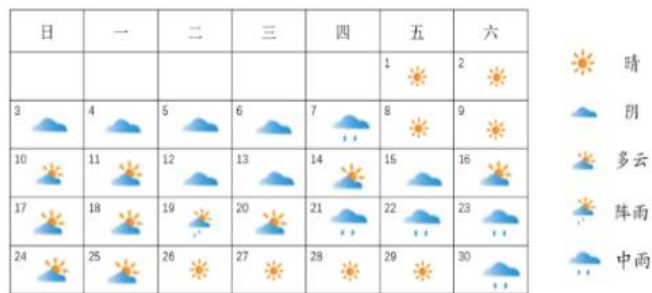 日 一 二 三 四 五 六
1 2
3 4 5 6 7 8 9
10 11 12 13 14 15 16
17 18 19 20 21 22 23
24 25 26 27 28 29 30
晴
阴
多云
阵雨
中雨